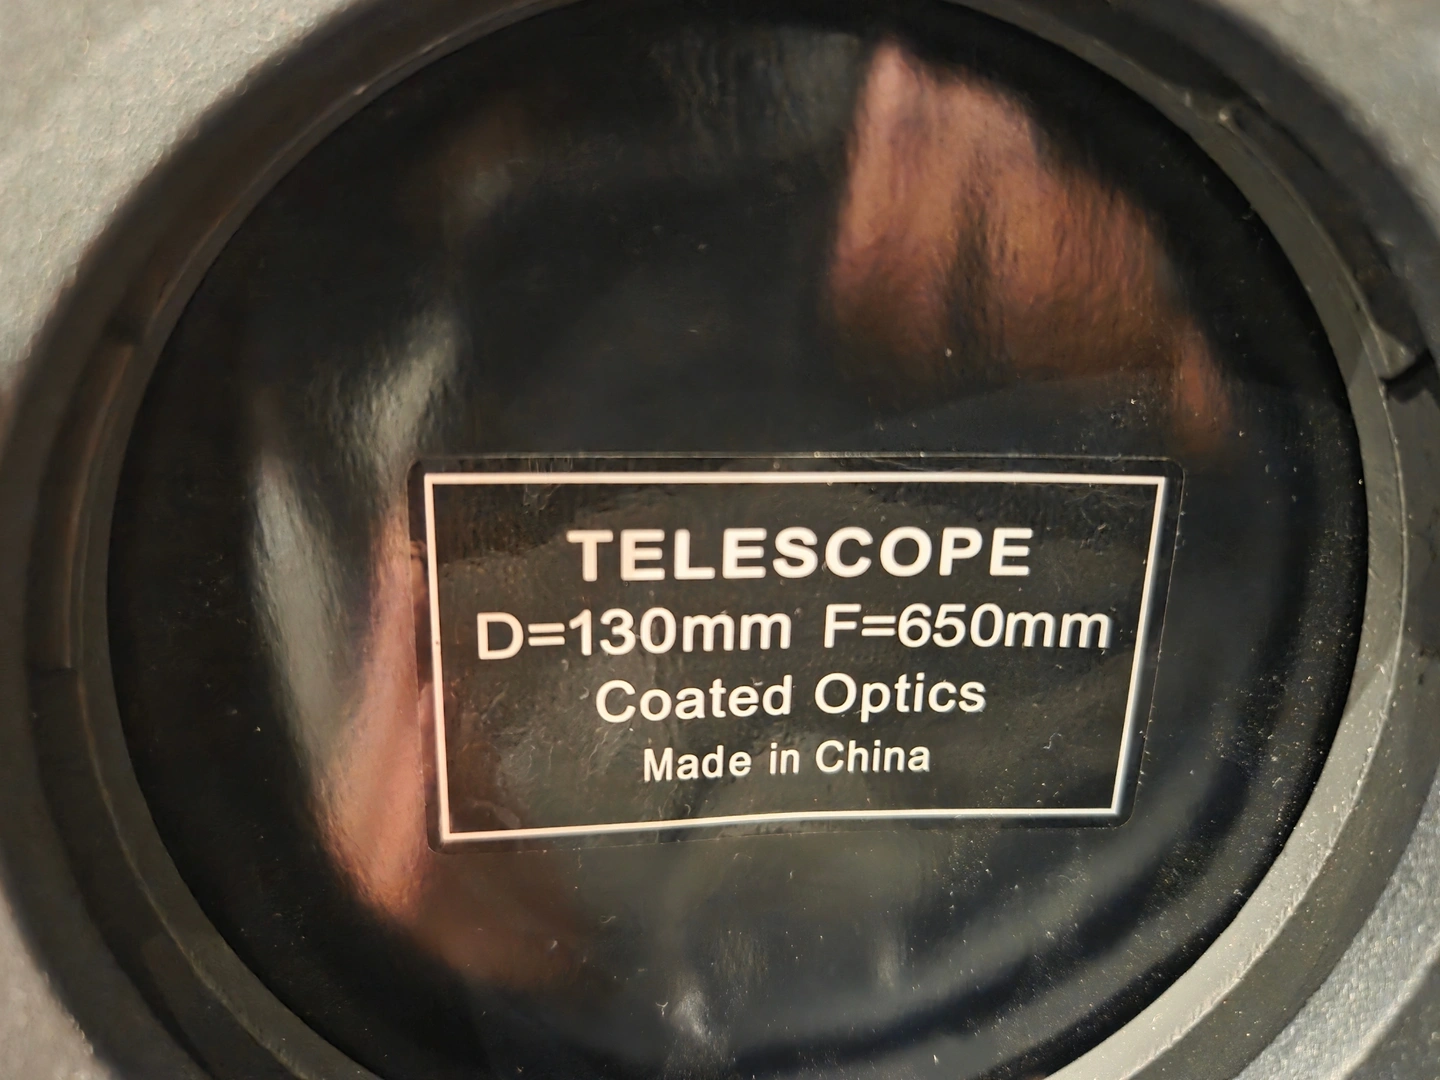 TELESCOPE
D=130mm F=650mm
Coated Optics
Made in China